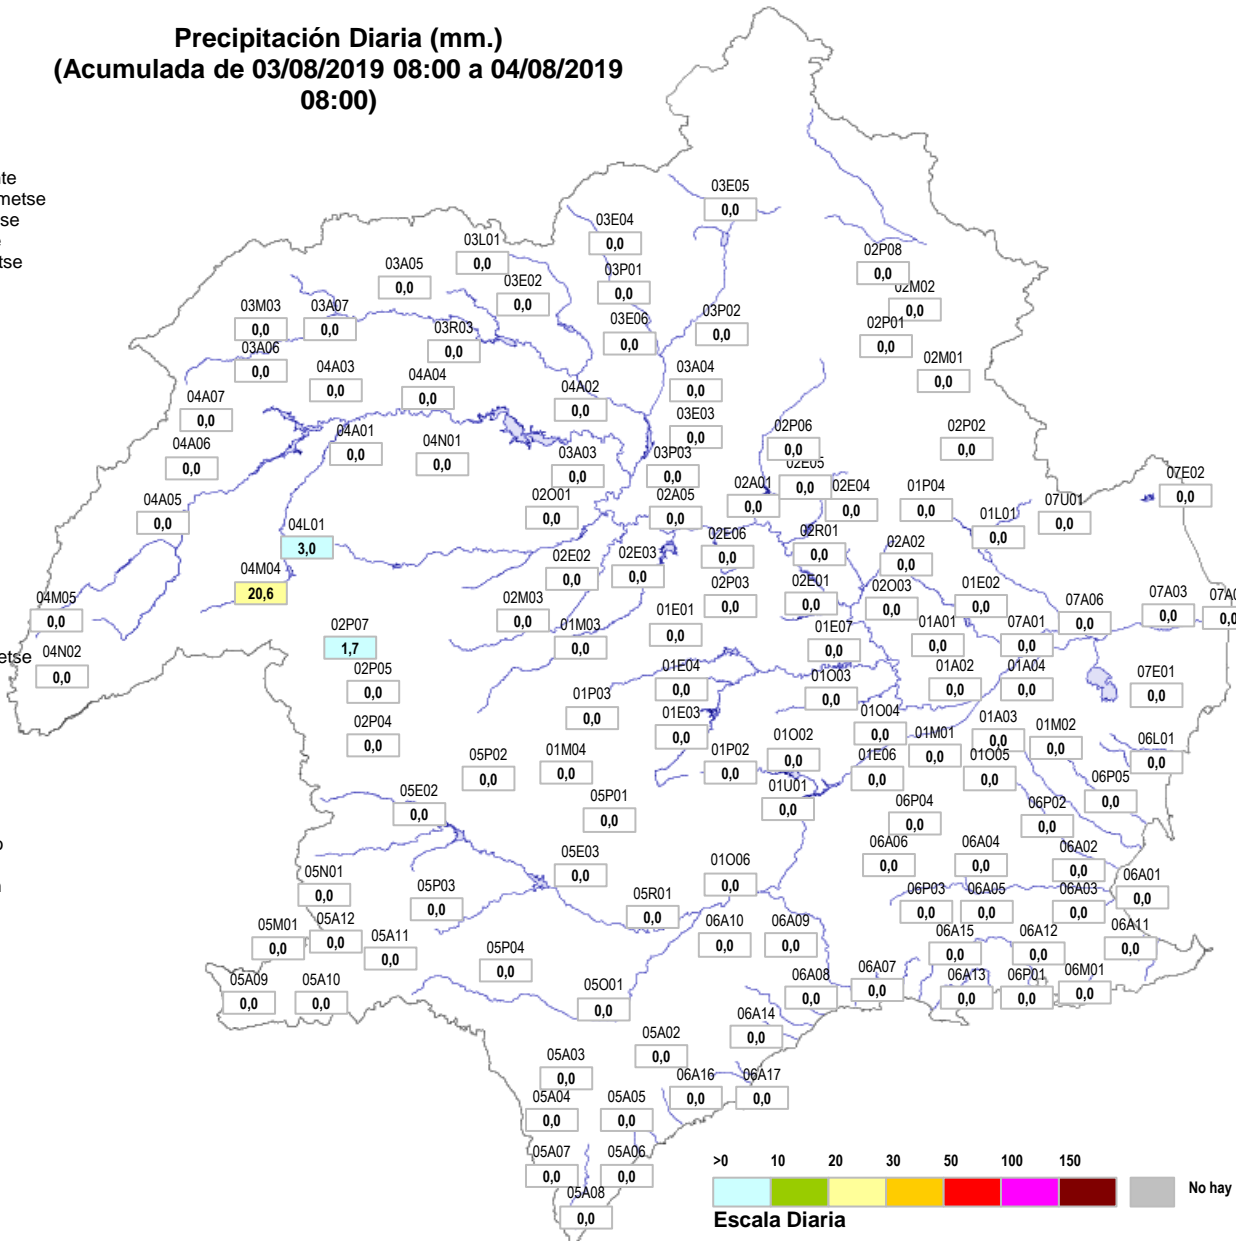 Precipitación Diaria (mm.)
(Acumulada de 03/08/2019 08:00 a 04/08/2019
08:00)
03E05
0,0
03E04
0,0
03L01
0,0
02P08
0,0
03A05
0,0
03P01
0,0
03E02
0,0
02M02
0,0
03M03
0,0
03A07
0,0
03E06
0,0
03P02
0,0
02P01
0,0
03R03
0,0
03A06
0,0
04A03
0,0
04A04
0,0
03A04
0,0
02M01
0,0
04A07
0,0
04A02
0,0
03E03
0,0
04A01
0,0
04N01
0,0
02P06
0,0
02P02
0,0
04A06
0,0
03A03
0,0
03P03
0,0
02E05
0,0
07E02
0,0
04A05
0,0
02O01
0,0
02A05
0,0
02A01
0,0
02E04
0,0
01P04
0,0
07U01
0,0
04L01
3,0
01L01
0,0
02E06
0,0
02R01
0,0
02A02
0,0
04M04
20,6
02E02
0,0
02E03
0,0
02P03
0,0
02E01
0,0
02O03
0,0
01E02
0,0
04M05
0,0
02M03
0,0
07A06
0,0
07A03
0,0
0,0
02P07
1,7
01M03
0,0
01E01
0,0
01E07
0,0
01A01
0,0
07A01
0,0
etse
04N02
0,0
02P05
0,0
01E04
0,0
01O03
0,0
01A02
0,0
01A04
0,0
07E01
0,0
02P04
0,0
01P03
0,0
01E03
0,0
01O04
0,0
01A03
0,0
01M02
0,0
05P02
0,0
01M04
0,0
01P02
0,0
01O02
0,0
01M01
0,0
01E06
0,0
01O05
0,0
06L01
0,0
05E02
0,0
05P01
0,0
01U01
0,0
06P04
0,0
06P02
0,0
06P05
0,0
05E03
0,0
01O06
0,0
06A06
0,0
06A04
0,0
06A02
0,0
05N01
0,0
05P03
0,0
05R01
0,0
06P03
0,0
06A05
0,0
06A03
0,0
06A01
0,0
05M01
0,0
05A12
0,0
05A11
0,0
05P04
0,0
06A10
0,0
06A09
0,0
06A15
0,0
06A12
0,0
06A11
0,0
05A09
0,0
05A10
0,0
05O01
0,0
06A08
0,0
06A07
0,0
06A13
0,0
06P01
0,0
06M01
0,0
05A02
0,0
06A14
0,0
05A03
0,0
06A16
0,0
06A17
0,0
05A04
0,0
05A05
0,0
05A07
0,0
05A06
0,0
05A08
0,0
>0 10 20 30 50 100 150
No hay
Escala Diaria